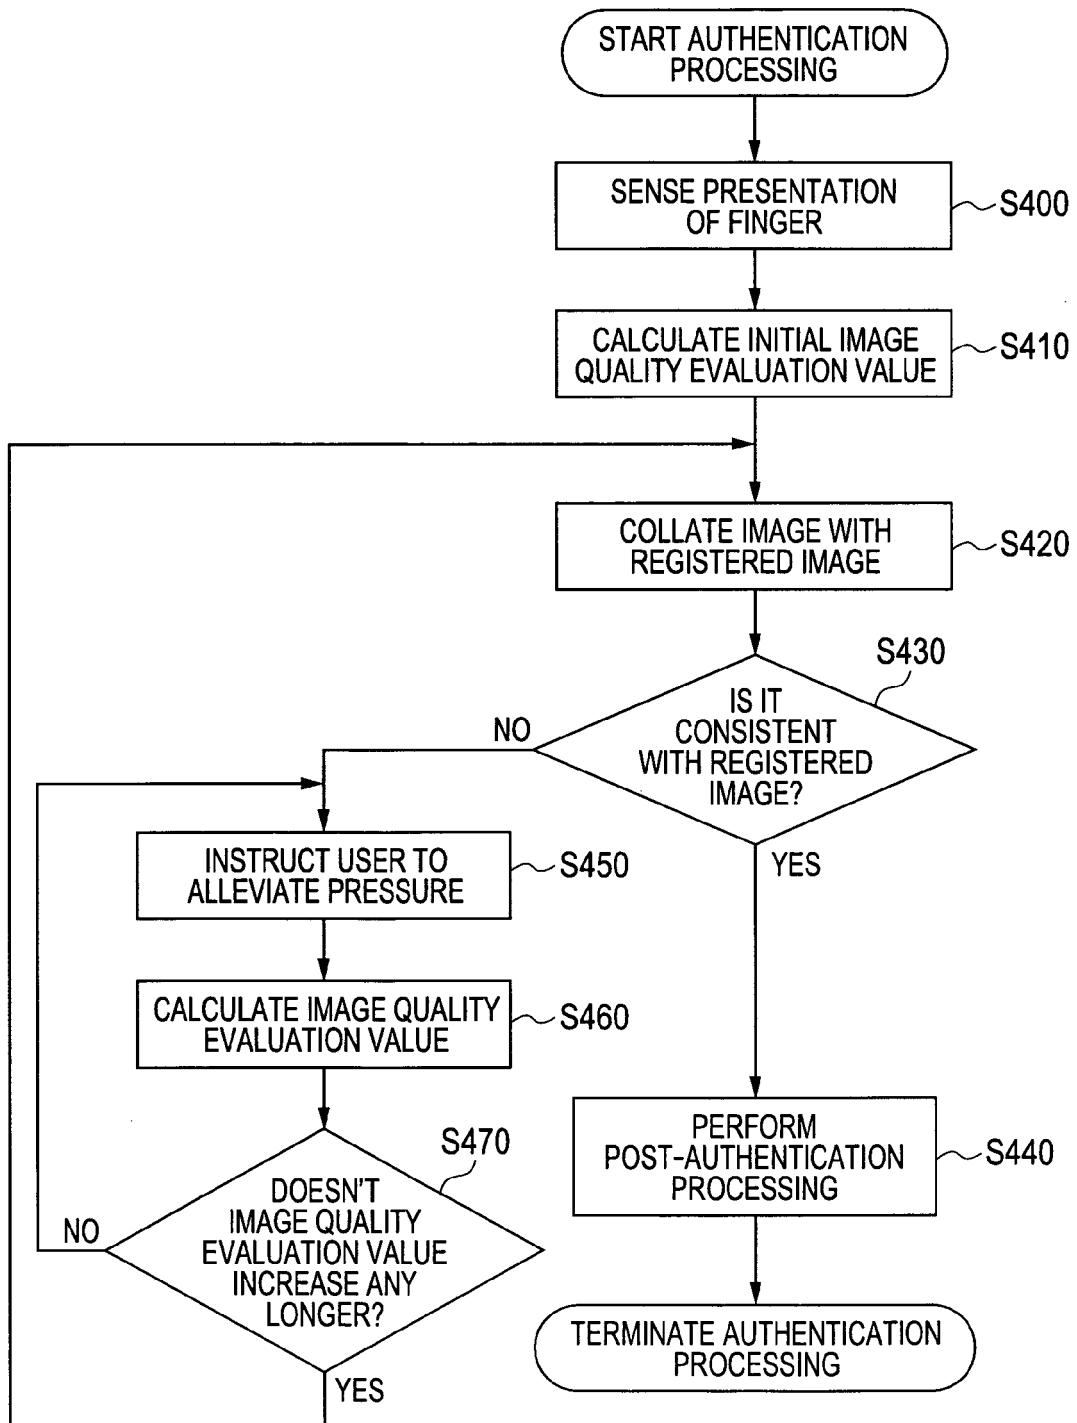 START AUTHENTICATION
PROCESSING
SENSE PRESENTATION
OF FINGER
S400
CALCULATE INITIAL IMAGE
QUALITY EVALUATION VALUE
S410
COLLATE IMAGE WITH
REGISTERED IMAGE
S420
S430
IS IT
CONSISTENT
WITH REGISTERED
IMAGE?
NO
YES
INSTRUCT USER TO
ALLEVIATE PRESSURE
S450
CALCULATE IMAGE QUALITY
EVALUATION VALUE
S460
S470
DOESN'T
IMAGE QUALITY
EVALUATION VALUE
INCREASE ANY
LONGER?
NO
YES
PERFORM
POST-AUTHENTICATION
PROCESSING
S440
TERMINATE AUTHENTICATION
PROCESSING